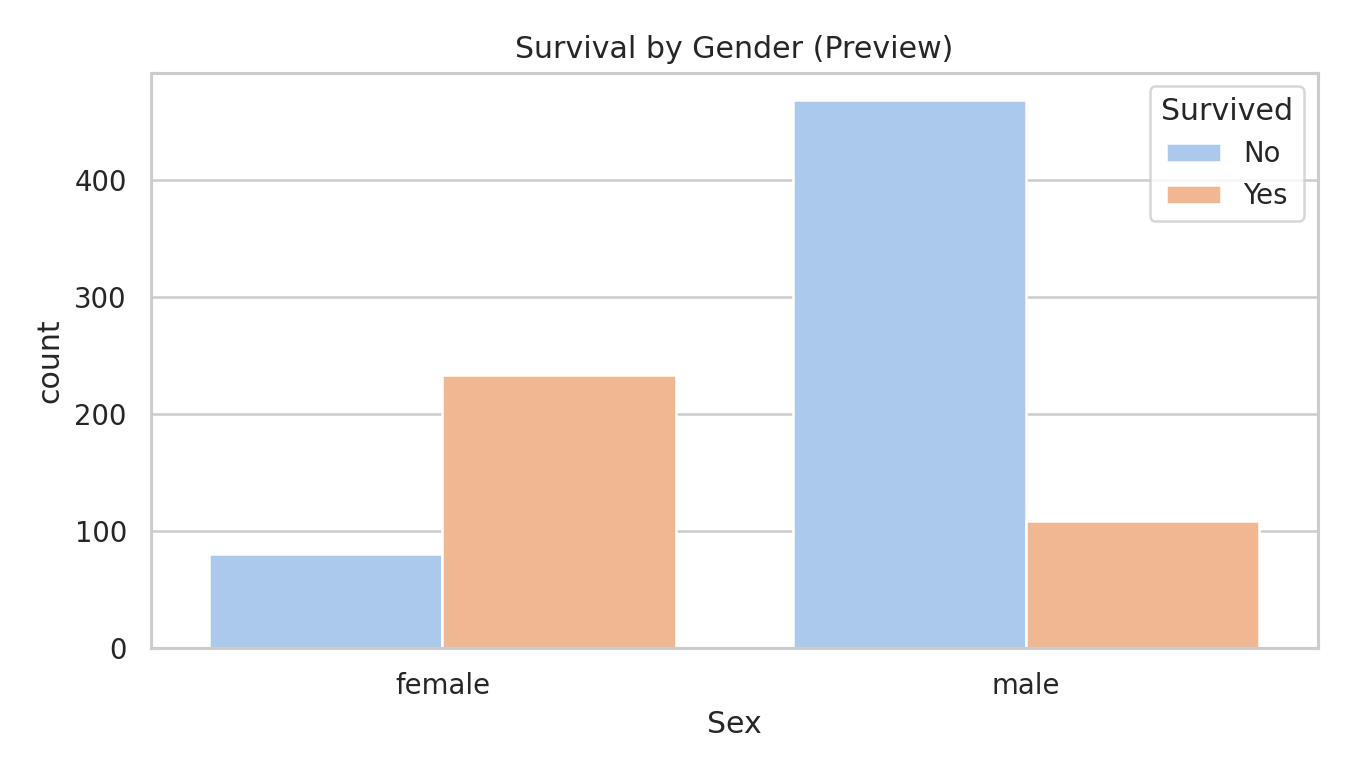 Survival by Gender (Preview)
Survived
No
Yes
400
300
200
100
0
count
female
male
Sex